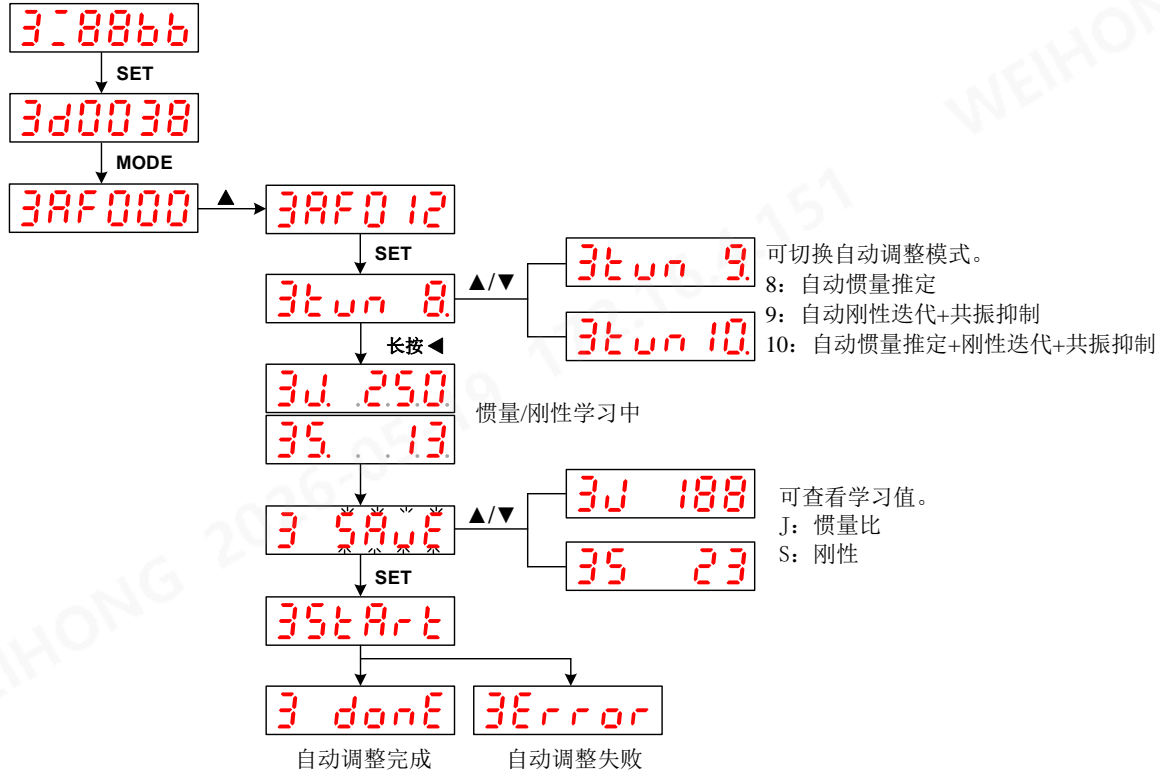 3_¯88bb
SET
3d0038
MODE
3AF000
▲
3AF012
SET
3tun 8.
▲/▼
3tun 9.
3tun 10.
可切换自动调整模式。
8：自动惯量推定
9：自动刚性迭代+共振抑制
10：自动惯量推定+刚性迭代+共振抑制
长按◀
3J. .2.5.0.
3S. . .1.3.
惯量/刚性学习中
3 SAvE
▲/▼
3J 188
3S 23
可查看学习值。
J：惯量比
S：刚性
SET
3StArt
3 donE
3Error
自动调整完成
自动调整失败
WEIHONG